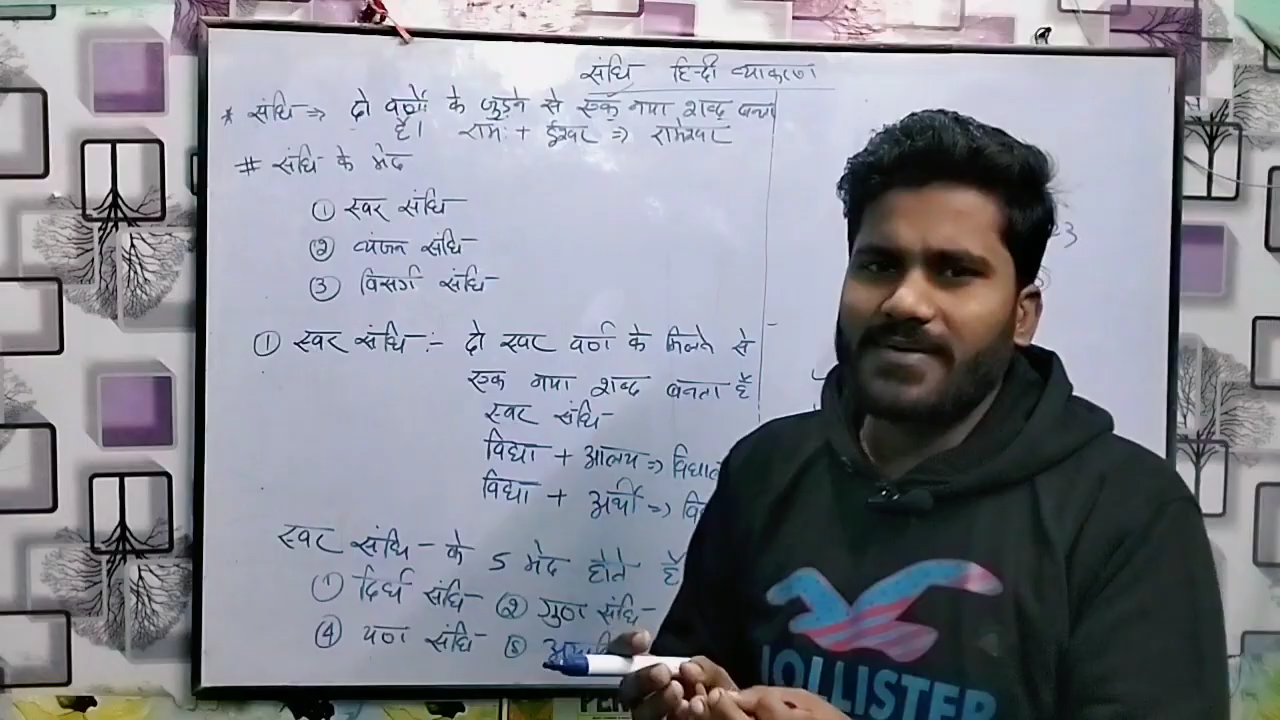 संधि हिन्दी व्याकरण
* संधि ⇒ दो वर्णों के जुड़ने से एक नया शब्द बनता
है। राम: + ईश्वर ⇒ रामेश्वर
# संधि के भेद
① स्वर संधि
② व्यंजन संधि
③ विसर्ग संधि
① स्वर संधि :- दो स्वर वर्ण के मिलने से
एक नया शब्द बनता है
स्वर संधि
विद्या + आलय ⇒ विद्याल
विद्या + अर्थी ⇒ वि
स्वर संधि के 5 भेद होते हैं
① दिर्घ संधि ② गुण संधि
④ यण संधि ⑤
HOLLISTER